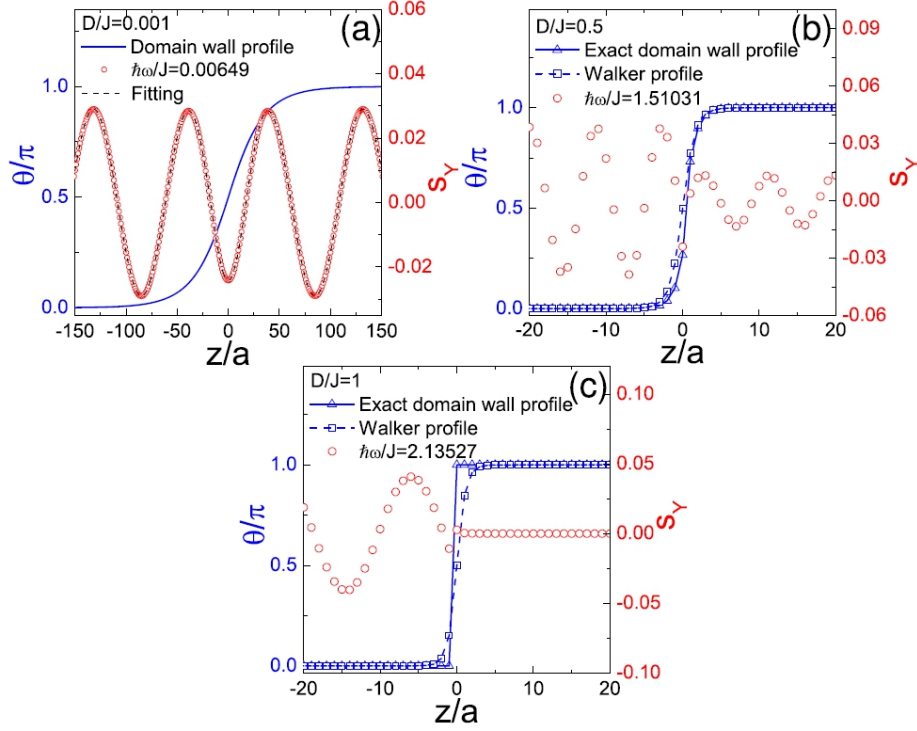 D/J=0.001
(a)
Domain wall profile
ħω/J=0.00649
Fitting
θ/π
1.0
0.5
0.0
0.06
0.04
0.02
0.00
-0.02
S_Y
-150 -100 -50 0 50 100 150
z/a
D/J=0.5
(b)
Exact domain wall profile
Walker profile
ħω/J=1.51031
θ/π
1.0
0.5
0.0
0.09
0.06
0.03
0.00
-0.03
-0.06
S_Y
-20 -10 0 10 20
z/a
D/J=1
(c)
Exact domain wall profile
Walker profile
ħω/J=2.13527
θ/π
1.0
0.5
0.0
0.10
0.05
0.00
-0.05
-0.10
S_Y
-20 -10 0 10 20
z/a